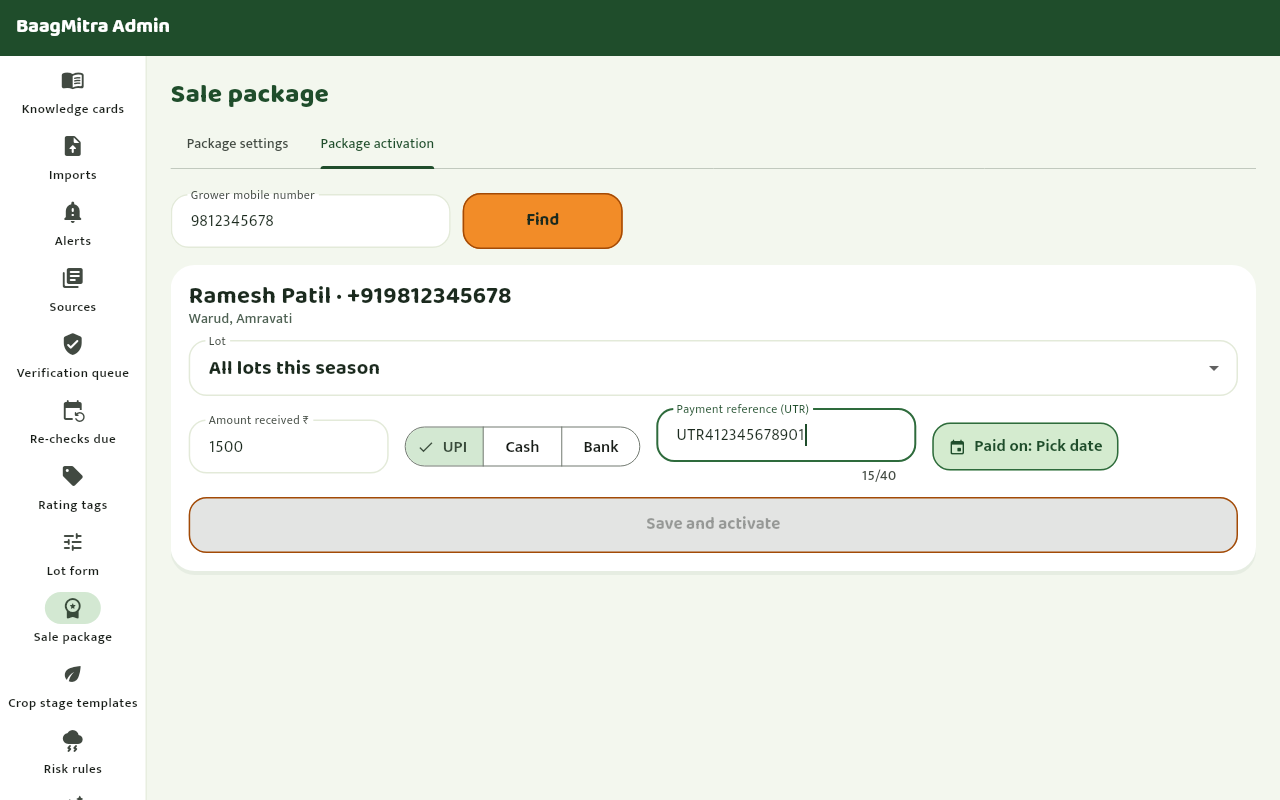 BaagMitra Admin
Knowledge cards
Imports
Alerts
Sources
Verification queue
Re-checks due
Rating tags
Lot form
Sale package
Crop stage templates
Risk rules
Sale package
Package settings
Package activation
Grower mobile number
9812345678
Find
Ramesh Patil · +919812345678
Warud, Amravati
Lot
All lots this season
Amount received ₹
1500
UPI
Cash
Bank
Payment reference (UTR)
UTR412345678901
15/40
Paid on: Pick date
Save and activate